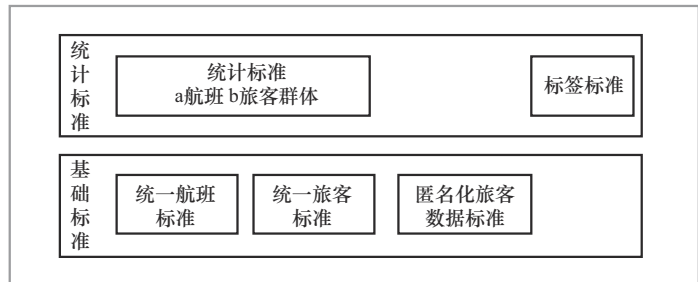 统计标准
统计标准
a航班 b旅客群体
标签标准
基础标准
统一航班
标准
统一旅客
标准
匿名化旅客
数据标准